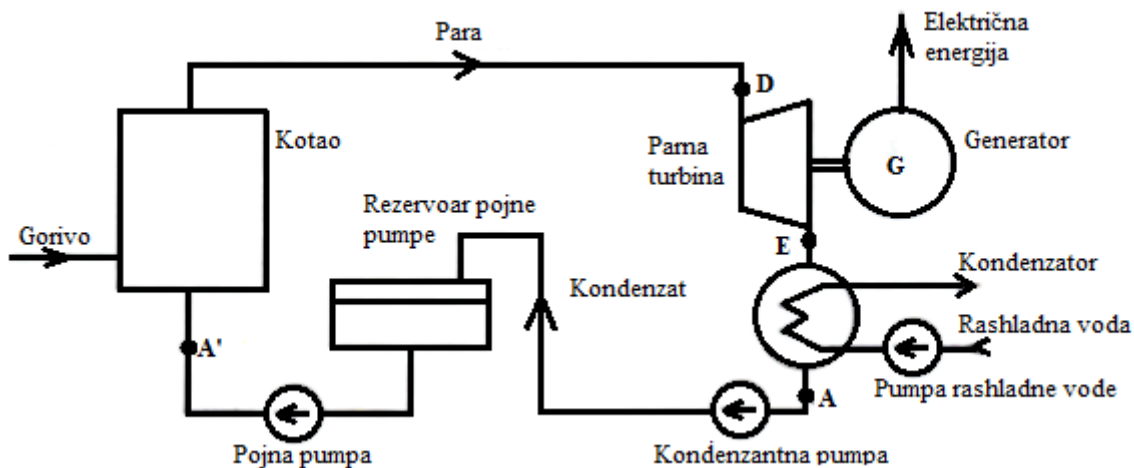 Para
Električna
energija
D
Kotao
Parna
turbina
G
Generator
Rezervoar pojne
pumpe
Gorivo
E
Kondenzator
Kondenzat
Rashladna voda
A'
A
Pumpa rashladne vode
Pojna pumpa
Kondenzantna pumpa